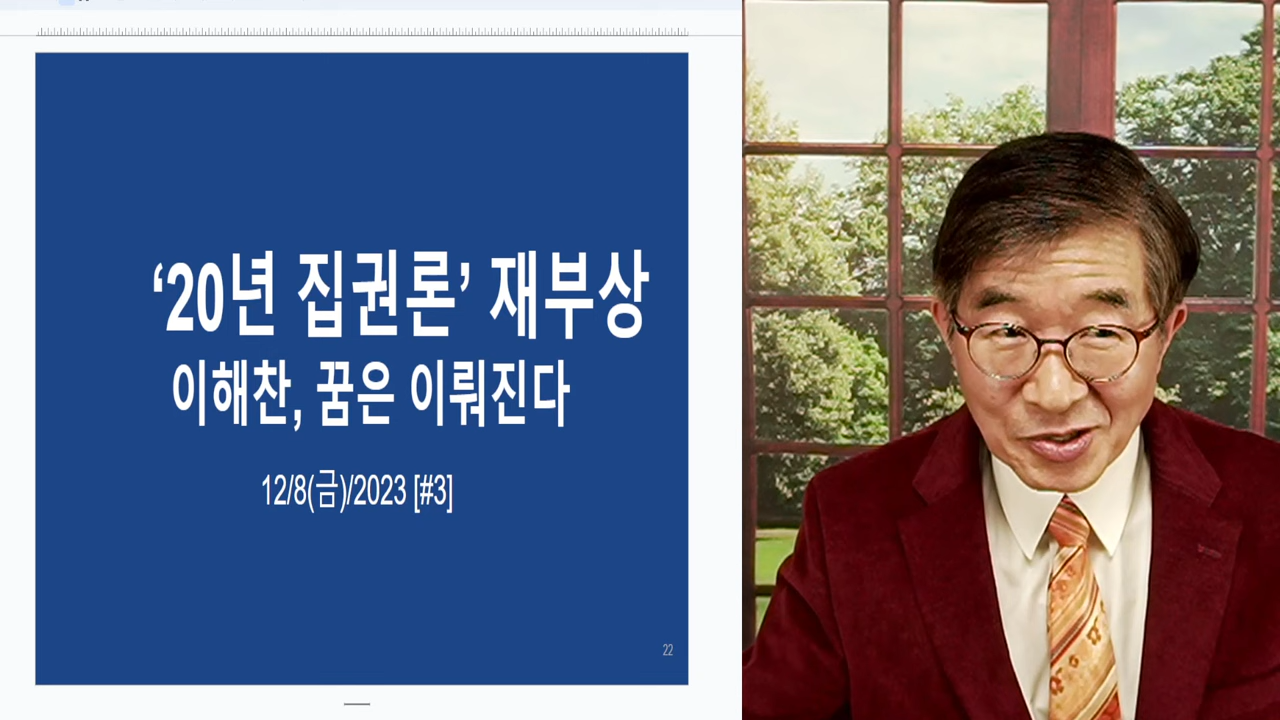 ‘20년 집권론’ 재부상
이해찬, 꿈은 이뤄진다
12/8(금)/2023 [#3]
22